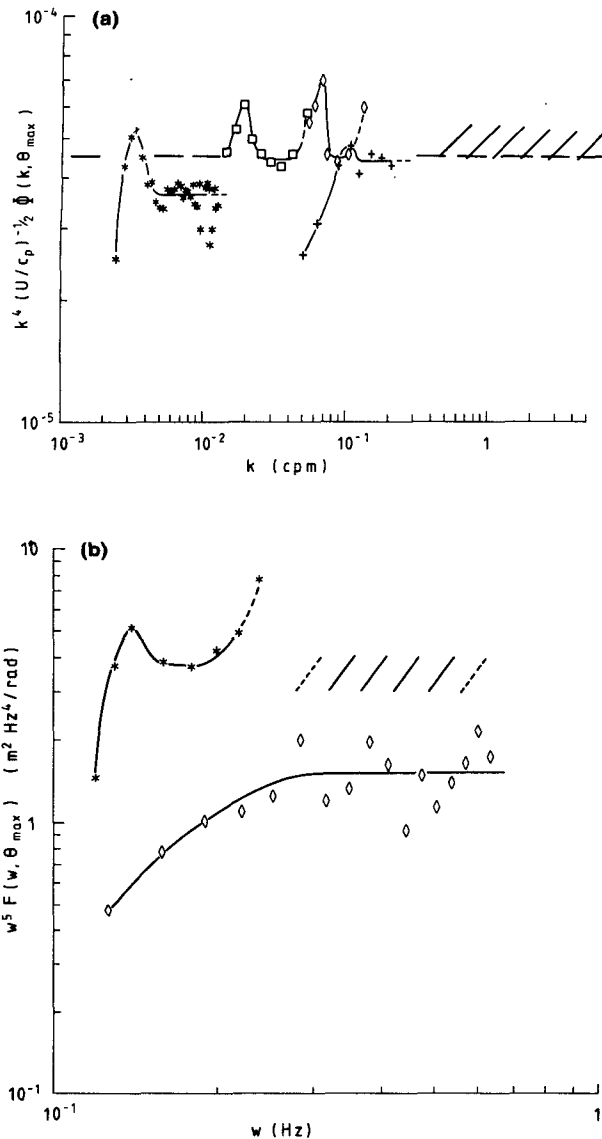 (a)
10⁻⁴
k⁴ (U/c_p)^-½ Φ (k, θ_max)
10⁻⁵
10⁻³ 10⁻² 10⁻¹ 1
k (cpm)
(b)
10
w⁵ F (w, θ_max) (m² Hz⁴/rad)
1
10⁻¹
10⁻¹ 1
w (Hz)